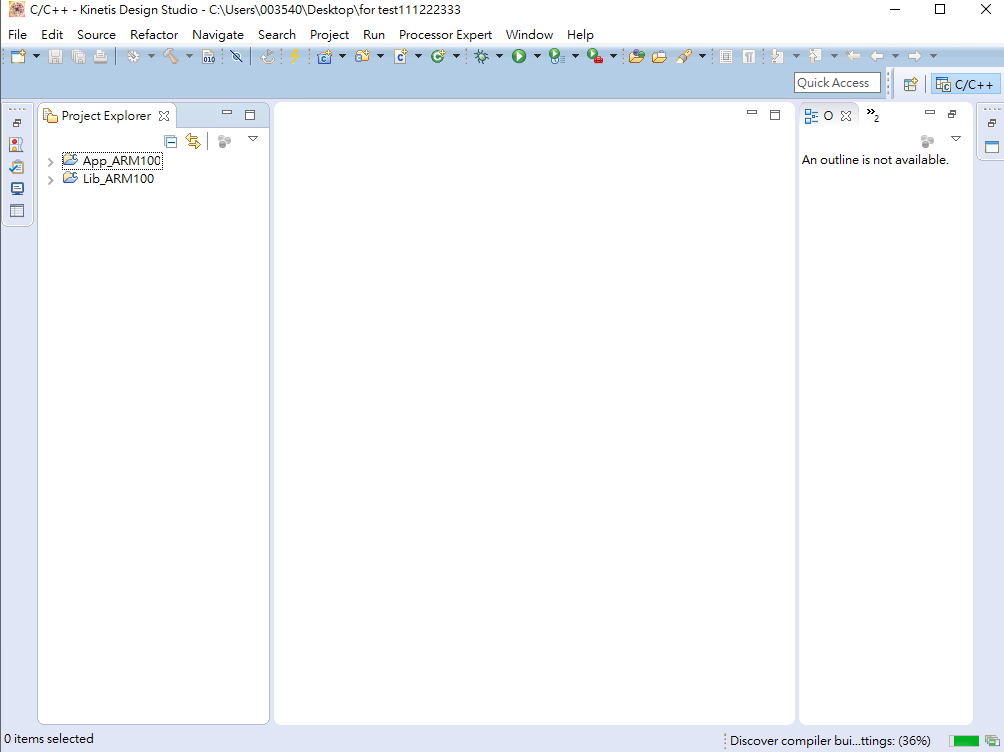 C/C++ - Kinetis Design Studio - C:\Users\003540\Desktop\for test111222333
File Edit Source Refactor Navigate Search Project Run Processor Expert Window Help
010
Quick Access
C/C++
Project Explorer
O
»2
App_ARM100
An outline is not available.
Lib_ARM100
0 items selected
Discover compiler bui...ttings: (36%)